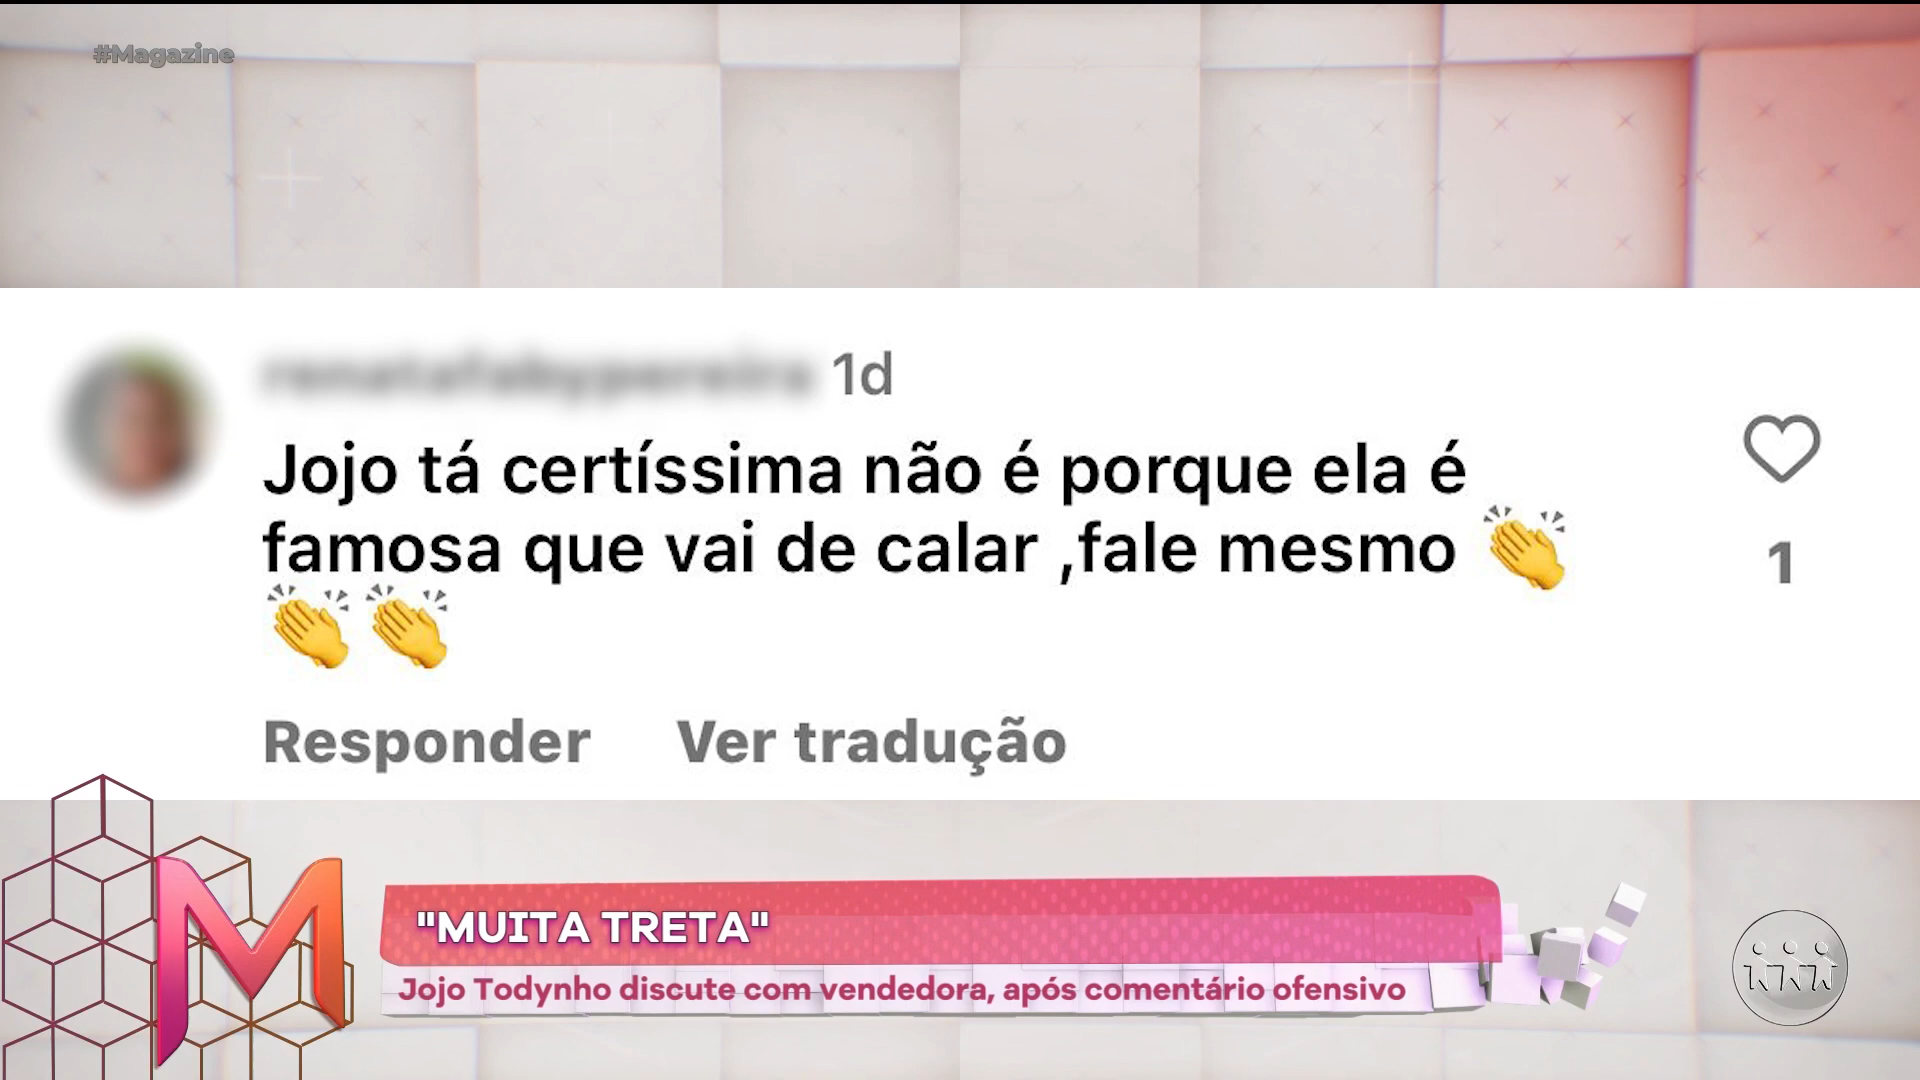 #Magazine
1d
Jojo tá certíssima não é porque ela é
famosa que vai de calar ,fale mesmo 👏
👏👏
1
Responder Ver tradução
M
"MUITA TRETA"
Jojo Todynho discute com vendedora, após comentário ofensivo